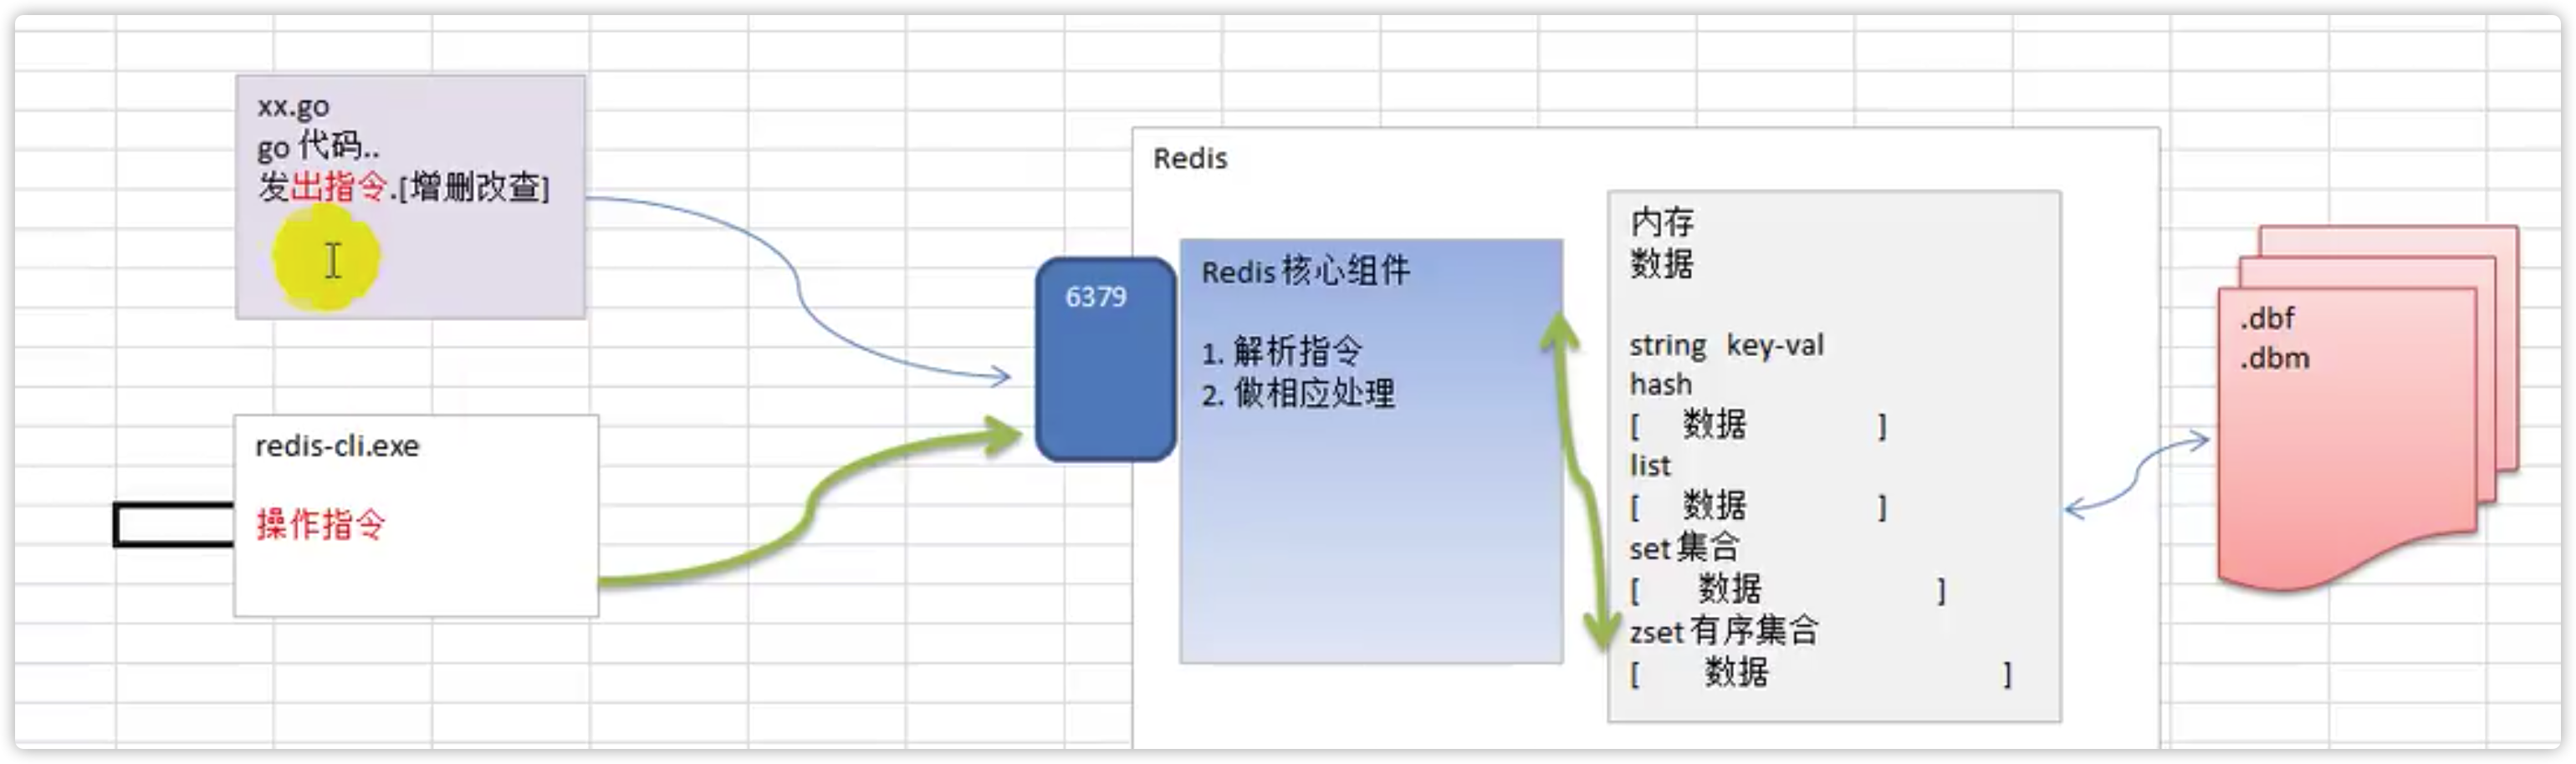 xx.go
go 代码..
发出指令.[增删改查]
redis-cli.exe
操作指令
6379
Redis
Redis 核心组件
1. 解析指令
2. 做相应处理
内存
数据
string key-val
hash
[ 数据 ]
list
[ 数据 ]
set 集合
[ 数据 ]
zset 有序集合
[ 数据 ]
.dbf
.dbm